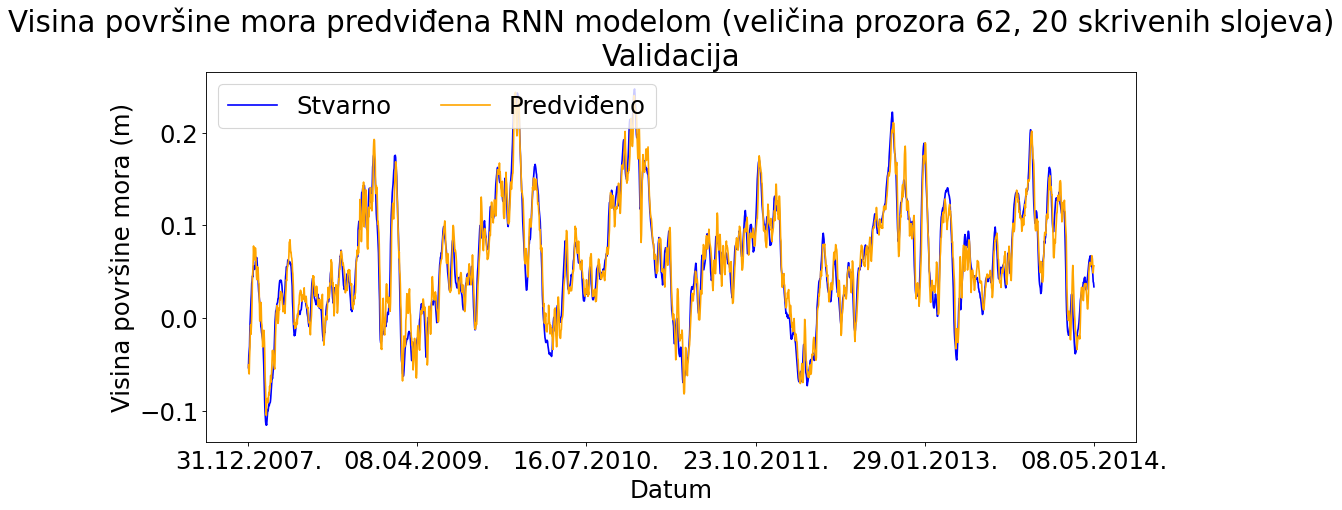 Visina površine mora predviđena RNN modelom (veličina prozora 62, 20 skrivenih slojeva)
Validacija
Stvarno Predviđeno
Visina površine mora (m)
0.2
0.1
0.0
−0.1
31.12.2007. 08.04.2009. 16.07.2010. 23.10.2011. 29.01.2013. 08.05.2014.
Datum